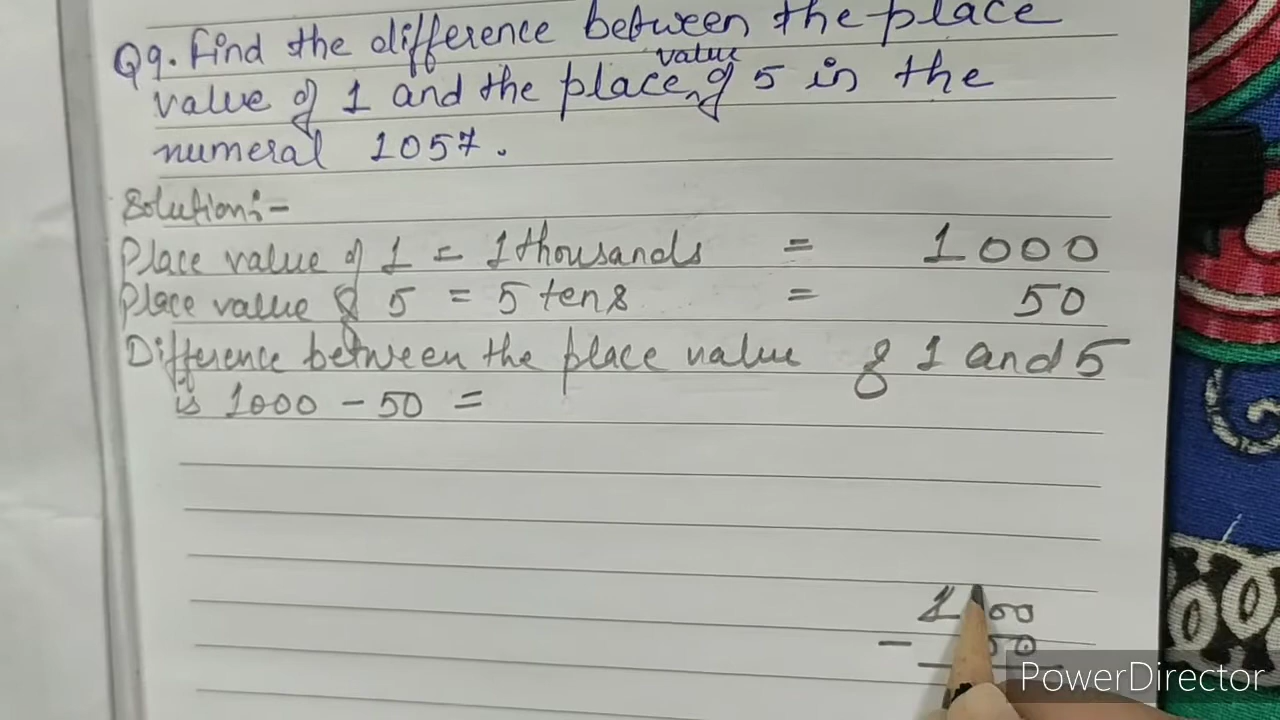 Q9. Find the difference between the place
value
value of 1 and the place of 5 in the
numeral 1057.
Solution:-
Place value of 1 = 1 thousands = 1000
Place value of 5 = 5 tens = 50
Difference between the place value of 1 and 5
is 1000 - 50 =
- 50
PowerDirector